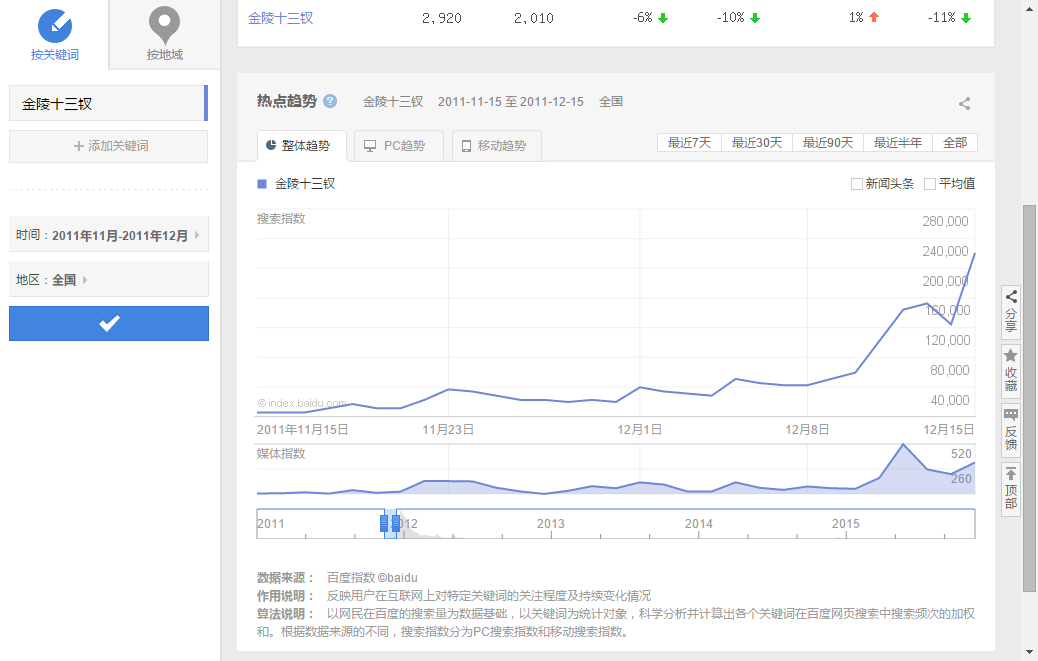 金陵十三钗 2,920 2,010 -6% -10% 1% -11%
按关键词 按地域
金陵十三钗
+ 添加关键词
时间：2011年11月-2011年12月
地区：全国
热点趋势 ? 金陵十三钗 2011-11-15 至 2011-12-15 全国
整体趋势 PC趋势 移动趋势 最近7天 最近30天 最近90天 最近半年 全部
金陵十三钗 新闻头条 平均值
搜索指数
280,000
240,000
200,000
160,000
120,000
80,000
40,000
©index.baidu.com
2011年11月15日 11月23日 12月1日 12月8日 12月15日
媒体指数
520
260
2011 2012 2013 2014 2015
数据来源： 百度指数 ©baidu
作用说明： 反映用户在互联网上对特定关键词的关注程度及持续变化情况
算法说明： 以网民在百度的搜索量为数据基础，以关键词为统计对象，科学分析并计算出各个关键词在百度网页搜索中搜索频次的加权
和。根据数据来源的不同，搜索指数分为PC搜索指数和移动搜索指数。
分享
收藏
反馈
顶部